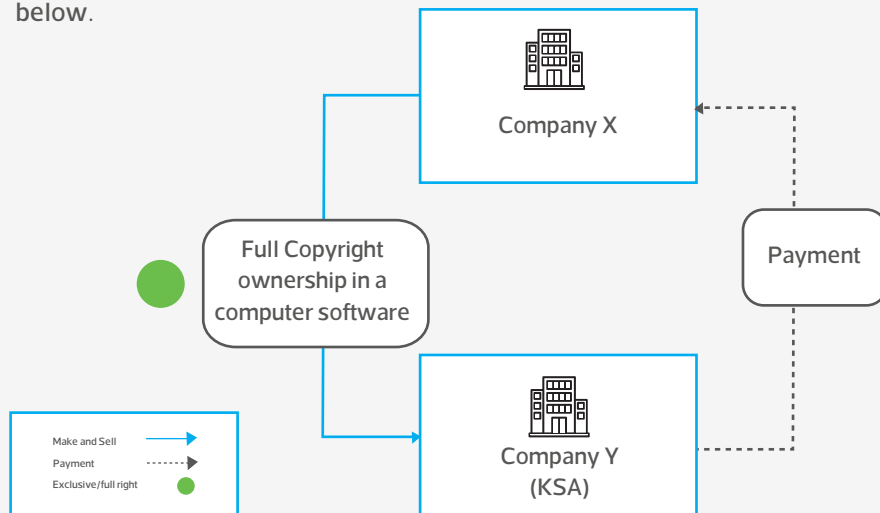 below.
Company X
Full Copyright
ownership in a
computer software
Payment
Company Y
(KSA)
Make and Sell
Payment
Exclusive/full right